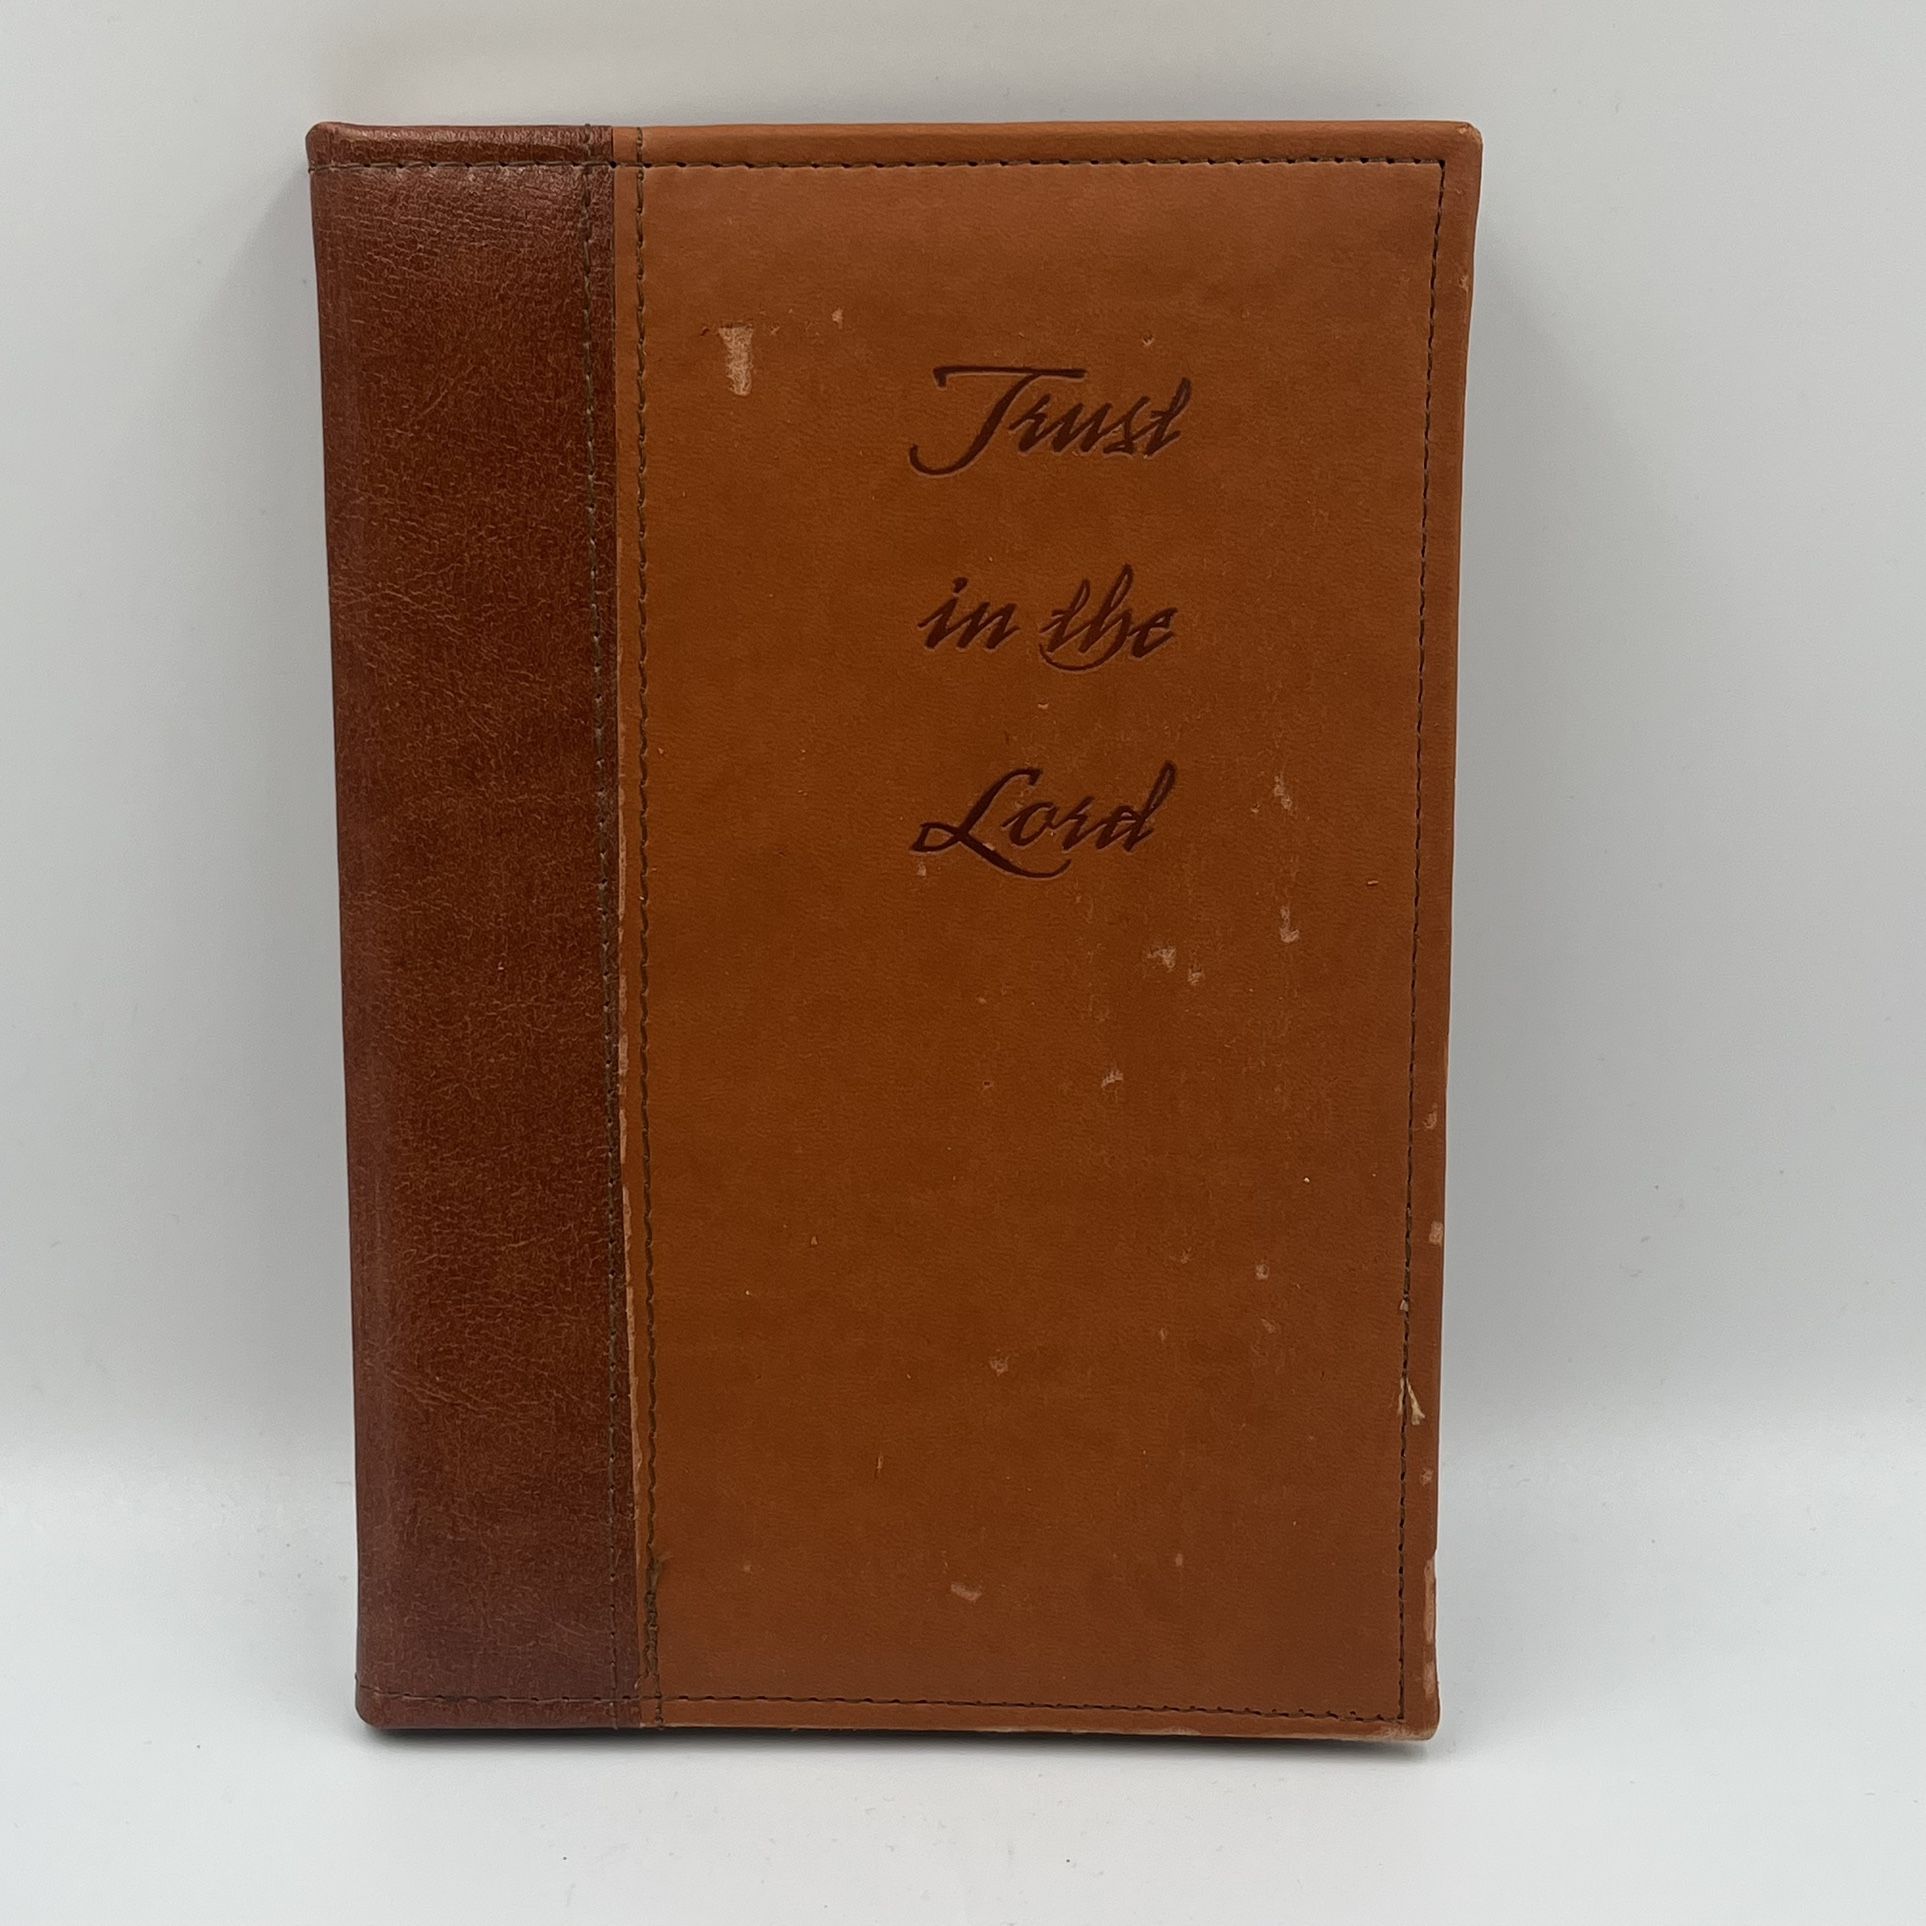 Trust
in the
Lord